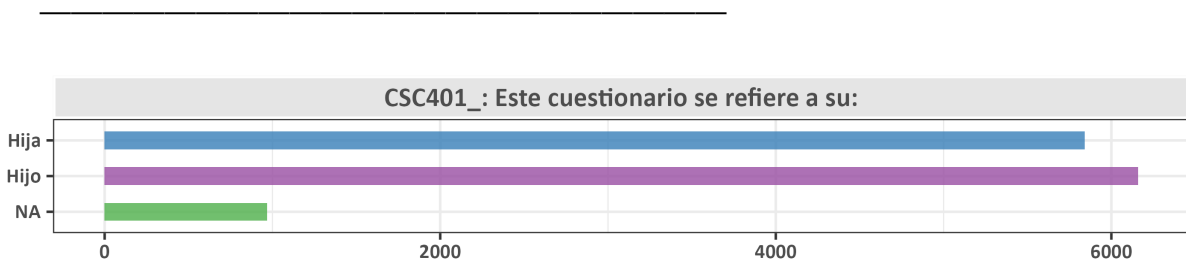 CSC401_: Este cuestionario se refiere a su:
Hija
Hijo
NA
0 2000 4000 6000